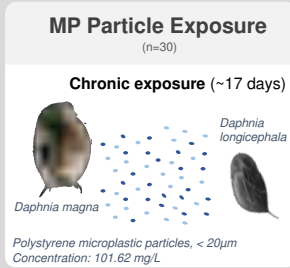 MP Particle Exposure
(n=30)
Chronic exposure (~17 days)
Daphnia
longicephala
Daphnia magna
Polystyrene microplastic particles, < 20µm
Concentration: 101.62 mg/L